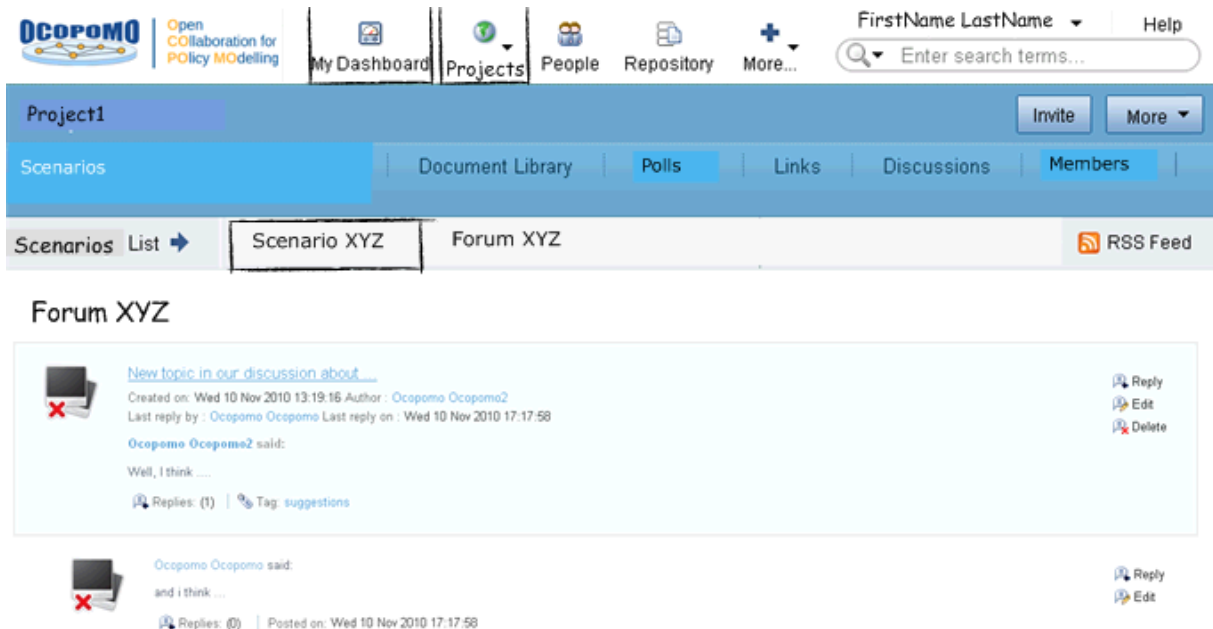 OCOPOMO
Open
COllaboration for
POlicy MOdelling
My Dashboard
Projects
People
Repository
More...
FirstName LastName
Help
Enter search terms...
Project1
Invite
More
Scenarios
Document Library
Polls
Links
Discussions
Members
Scenarios List
Scenario XYZ
Forum XYZ
RSS Feed
Forum XYZ
New topic in our discussion about ...
Created on: Wed 10 Nov 2010 13:19:16 Author : Ocopomo Ocopomo2
Last reply by : Ocopomo Ocopomo Last reply on : Wed 10 Nov 2010 17:17:58
Ocopomo Ocopomo2 said:
Well, I think ....
Replies: (1) | Tag: suggestions
Reply
Edit
Delete
Ocopomo Ocopomo said:
and i think ...
Replies: (0) | Posted on: Wed 10 Nov 2010 17:17:58
Reply
Edit